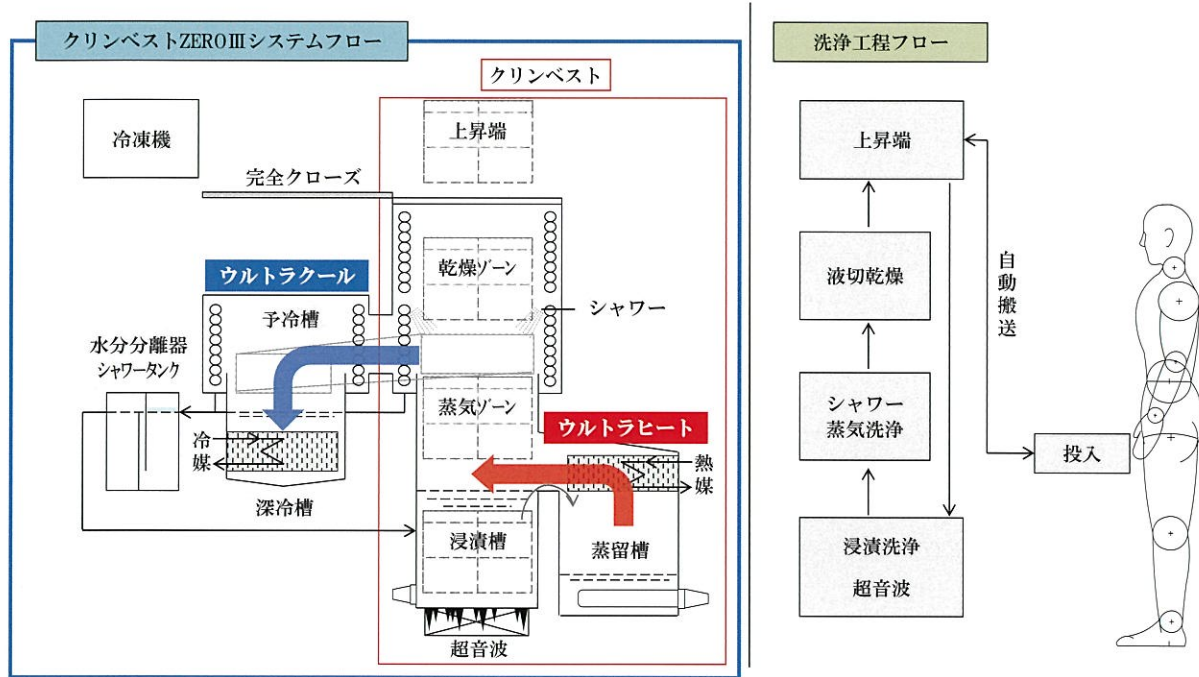 クリンベストZEROⅢシステムフロー
クリンベスト
冷凍機
上昇端
完全クローズ
乾燥ゾーン
ウルトラクール
シャワー
予冷槽
水分分離器
シャワータンク
蒸気ゾーン
ウルトラヒート
冷
媒
熱
媒
深冷槽
浸漬槽
蒸留槽
超音波
洗浄工程フロー
上昇端
液切乾燥
自動搬送
シャワー
蒸気洗浄
投入
浸漬洗浄
超音波